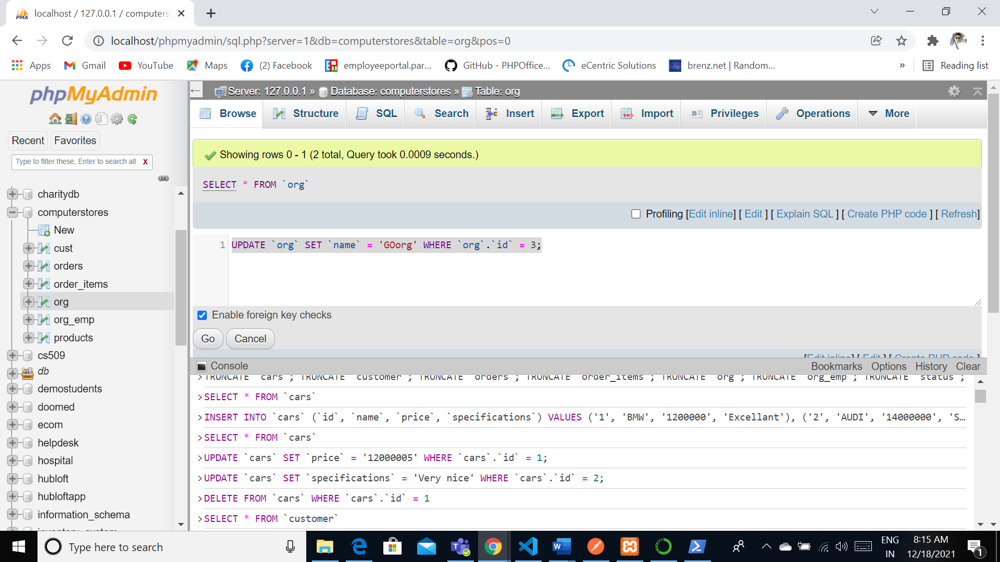 localhost / 127.0.0.1 / computers
localhost/phpmyadmin/sql.php?server=1&db=computerstores&table=org&pos=0
Apps Gmail YouTube Maps (2) Facebook employeeportal.par... GitHub - PHPOffice... eCentric Solutions brenz.net | Random... » Reading list
phpMyAdmin
Recent Favorites
Type to filter these, Enter to search all X
charitydb
computerstores
New
cust
orders
order_items
org
org_emp
products
cs509
db
demostudents
doomed
ecom
helpdesk
hospital
hubloft
hubloftapp
information_schema
Server: 127.0.0.1 » Database: computerstores » Table: org
Browse Structure SQL Search Insert Export Import Privileges Operations More
Showing rows 0 - 1 (2 total, Query took 0.0009 seconds.)
SELECT * FROM `org`
Profiling [Edit inline] [ Edit ] [ Explain SQL ] [ Create PHP code ] [ Refresh]
1 UPDATE `org` SET `name` = 'GOorg' WHERE `org`.`id` = 3;
Enable foreign key checks
Go Cancel
[Edit inline] [ Edit ] [ Create PHP code ]
Console Bookmarks Options History Clear
>TRUNCATE `cars`; TRUNCATE `customer`; TRUNCATE `orders`; TRUNCATE `order_items`; TRUNCATE `org`; TRUNCATE `org_emp`; TRUNCATE `status`;
>SELECT * FROM `cars`
>INSERT INTO `cars` (`id`, `name`, `price`, `specifications`) VALUES ('1', 'BMW', '1200000', 'Excellant'), ('2', 'AUDI', '14000000', 'S…
>SELECT * FROM `cars`
>UPDATE `cars` SET `price` = '12000005' WHERE `cars`.`id` = 1;
>UPDATE `cars` SET `specifications` = 'Very nice' WHERE `cars`.`id` = 2;
>DELETE FROM `cars` WHERE `cars`.`id` = 1
>SELECT * FROM `customer`
Type here to search
ENG
IN
8:15 AM
12/18/2021
1